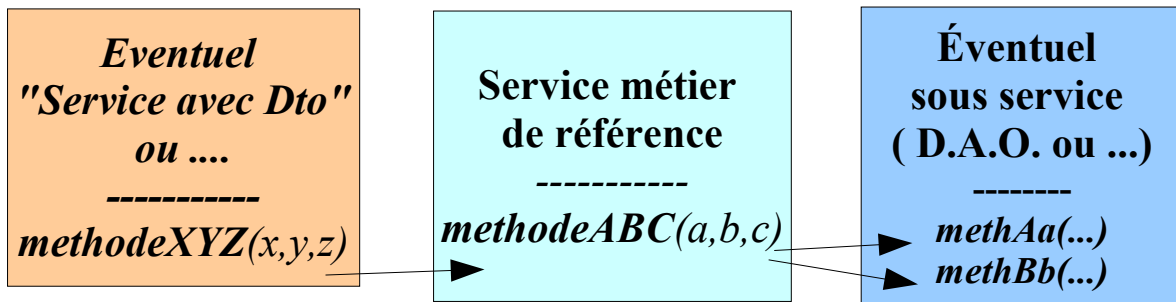 Eventuel
"Service avec Dto"
ou ....
-----------
methodeXYZ(x,y,z)
Service métier
de référence
-----------
methodeABC(a,b,c)
Éventuel
sous service
( D.A.O. ou ...)
--------
methAa(...)
methBb(...)